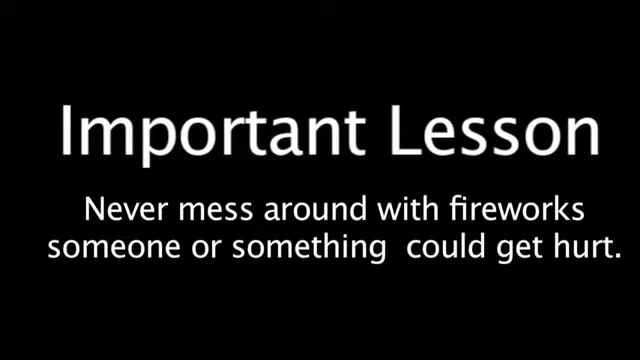 Important Lesson
Never mess around with fireworks
someone or something  could get hurt.